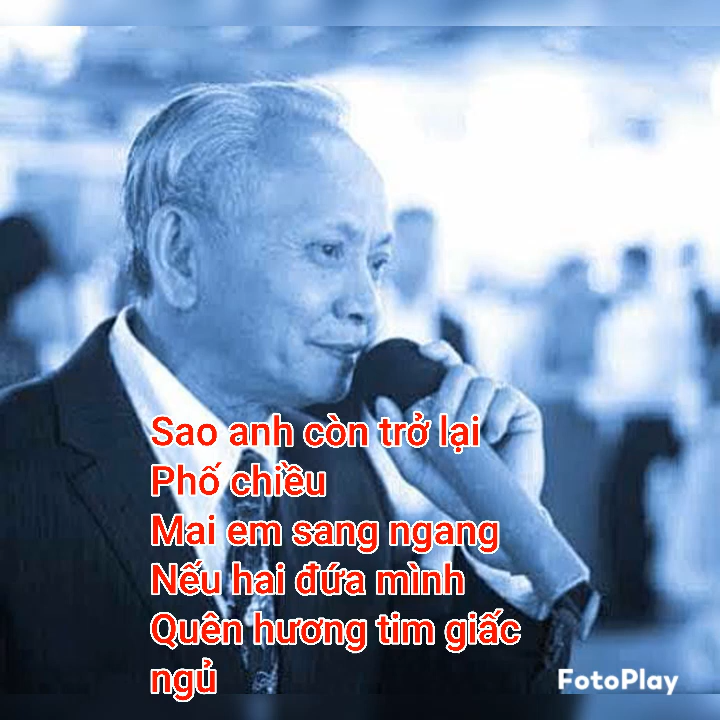 Sao anh còn trở lại
Phố chiều
Mai em sang ngang
Nếu hai đứa mình
Quên hương tim giấc
ngủ
FotoPlay